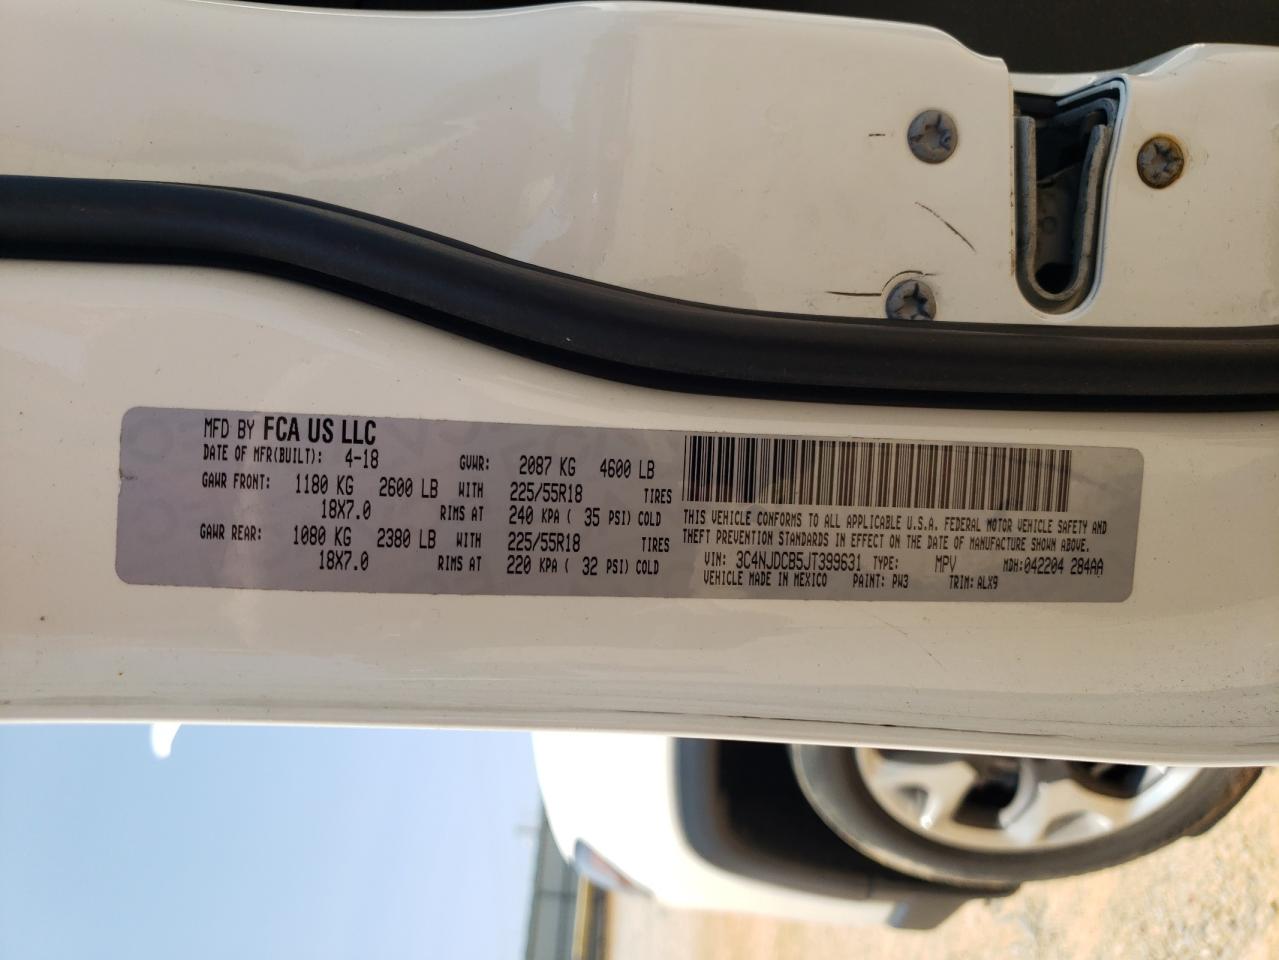 MFD BY FCA US LLC
DATE OF MFR(BUILT): 4-18 GVWR: 2087 KG 4600 LB
GAWR FRONT: 1180 KG 2600 LB WITH 225/55R18 TIRES
18X7.0 RIMS AT 240 KPA ( 35 PSI) COLD
GAWR REAR: 1080 KG 2380 LB WITH 225/55R18 TIRES
18X7.0 RIMS AT 220 KPA ( 32 PSI) COLD
THIS VEHICLE CONFORMS TO ALL APPLICABLE U.S.A. FEDERAL MOTOR VEHICLE SAFETY AND
THEFT PREVENTION STANDARDS IN EFFECT ON THE DATE OF MANUFACTURE SHOWN ABOVE.
VIN: 3C4NJDCB5JT399631 TYPE: MPV MDH:042204 284AA
VEHICLE MADE IN MEXICO PAINT: PW3 TRIM: ALX9